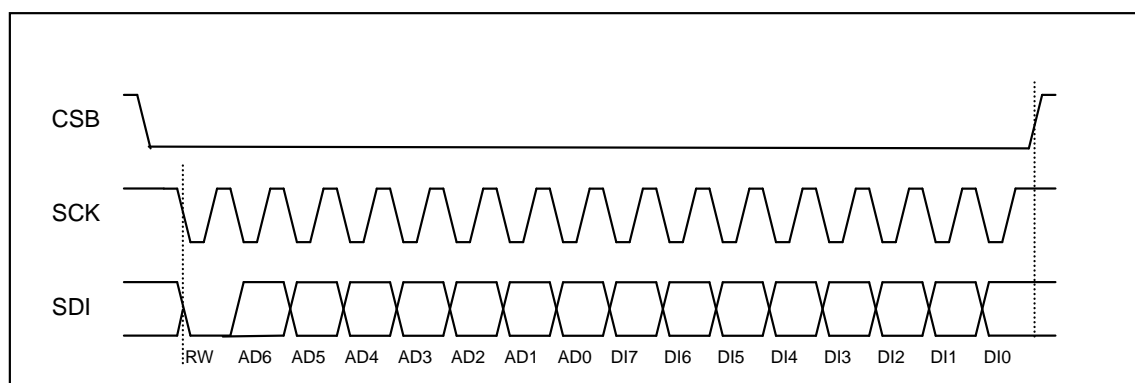 CSB
SCK
SDI
RW AD6 AD5 AD4 AD3 AD2 AD1 AD0 DI7 DI6 DI5 DI4 DI3 DI2 DI1 DI0